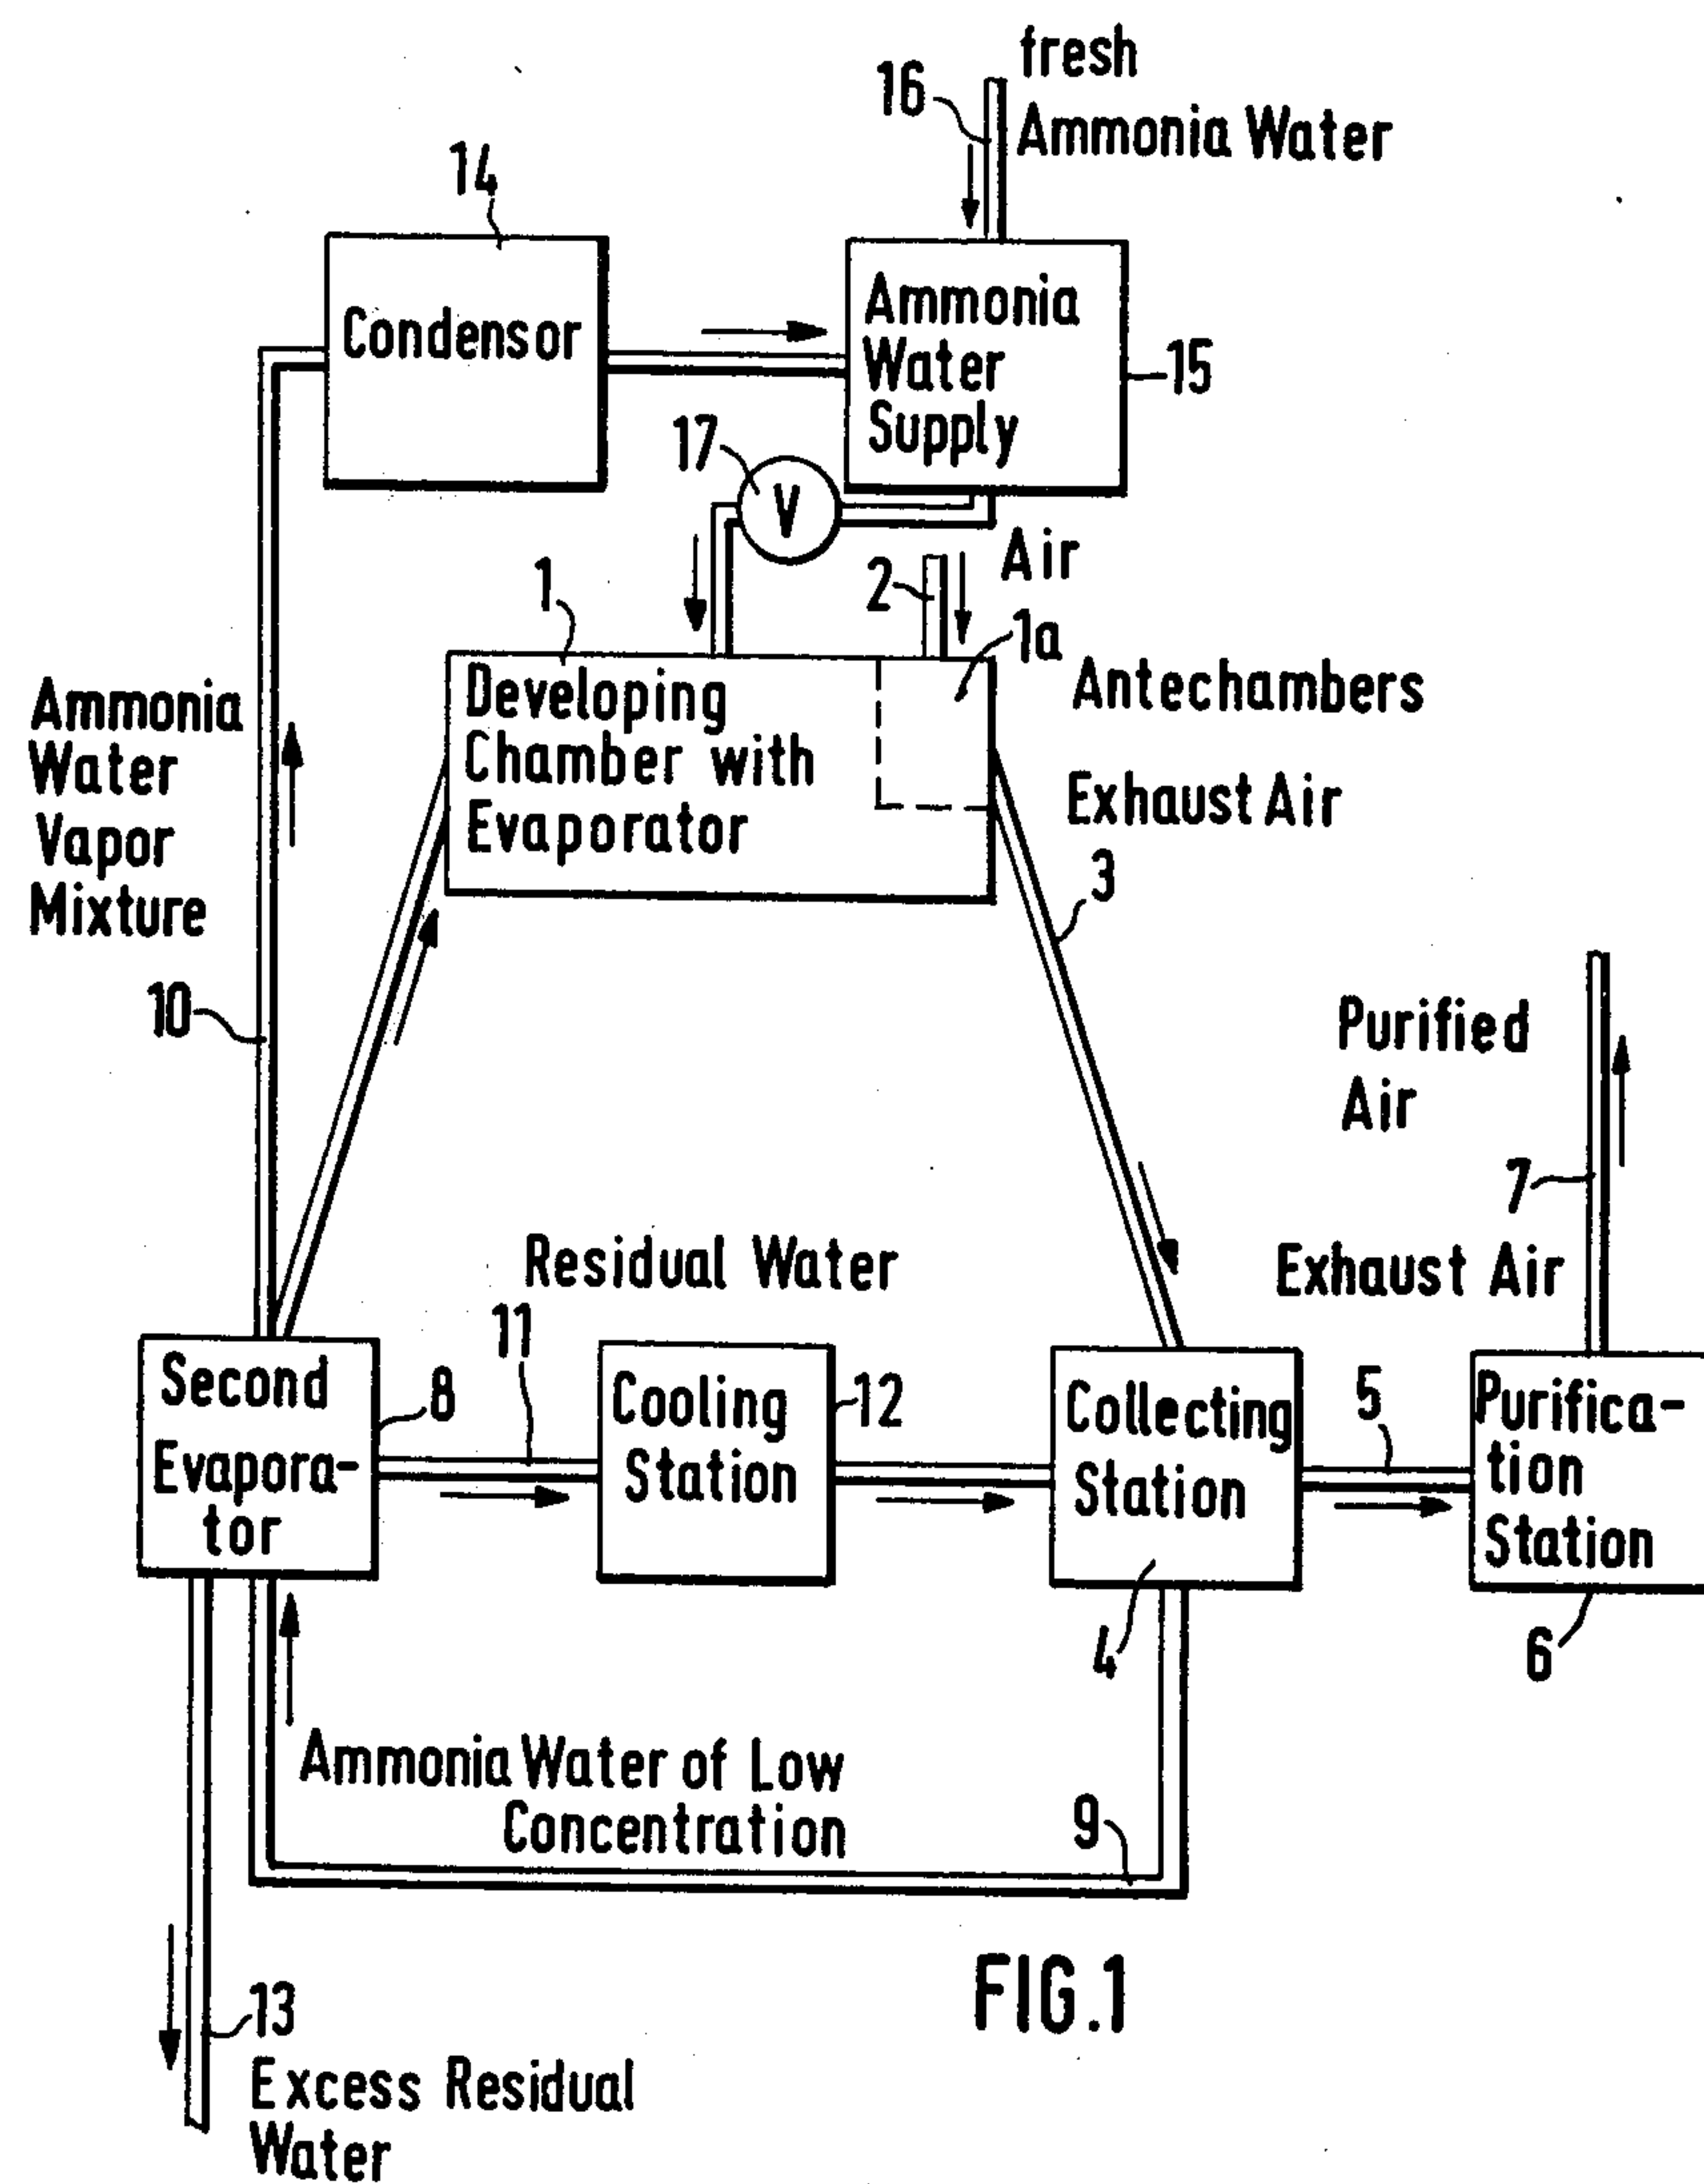 fresh
16
Ammonia Water
14
Condensor
Ammonia
Water
Supply
15
17
V
Air
2
1
1a
Developing
Chamber with
Evaporator
Antechambers
Exhaust Air
3
Ammonia
Water
Vapor
Mixture
10
Purified
Air
7
Residual Water
Exhaust Air
11
Second
Evapora-
tor
8
Cooling
Station
12
Collecting
Station
4
5
Purifica-
tion
Station
6
Ammonia Water of Low
Concentration
9
FIG.1
13
Excess Residual
Water